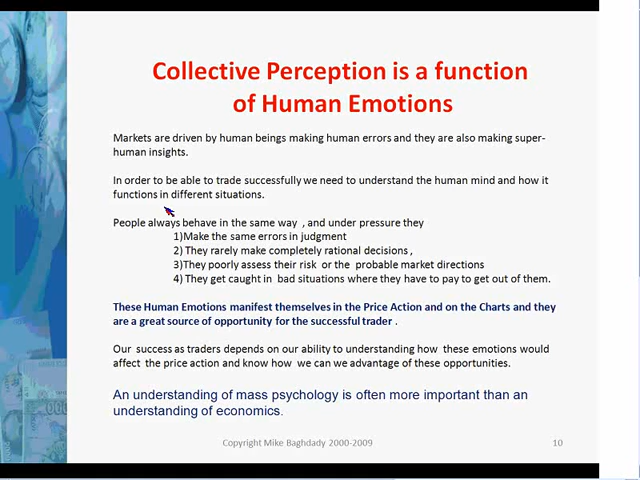 Collective Perception is a function
of Human Emotions
Markets are driven by human beings making human errors and they are also making super-
human insights.
In order to be able to trade successfully we need to understand the human mind and how it
functions in different situations.
People always behave in the same way , and under pressure they
1)Make the same errors in judgment
2) They rarely make completely rational decisions ,
3)They poorly assess their risk or the probable market directions
4) They get caught in bad situations where they have to pay to get out of them.
These Human Emotions manifest themselves in the Price Action and on the Charts and they
are a great source of opportunity for the successful trader .
Our success as traders depends on our ability to understanding how these emotions would
affect the price action and know how we can we advantage of these opportunities.
An understanding of mass psychology is often more important than an
understanding of economics.
Copyright Mike Baghdady 2000-2009
10